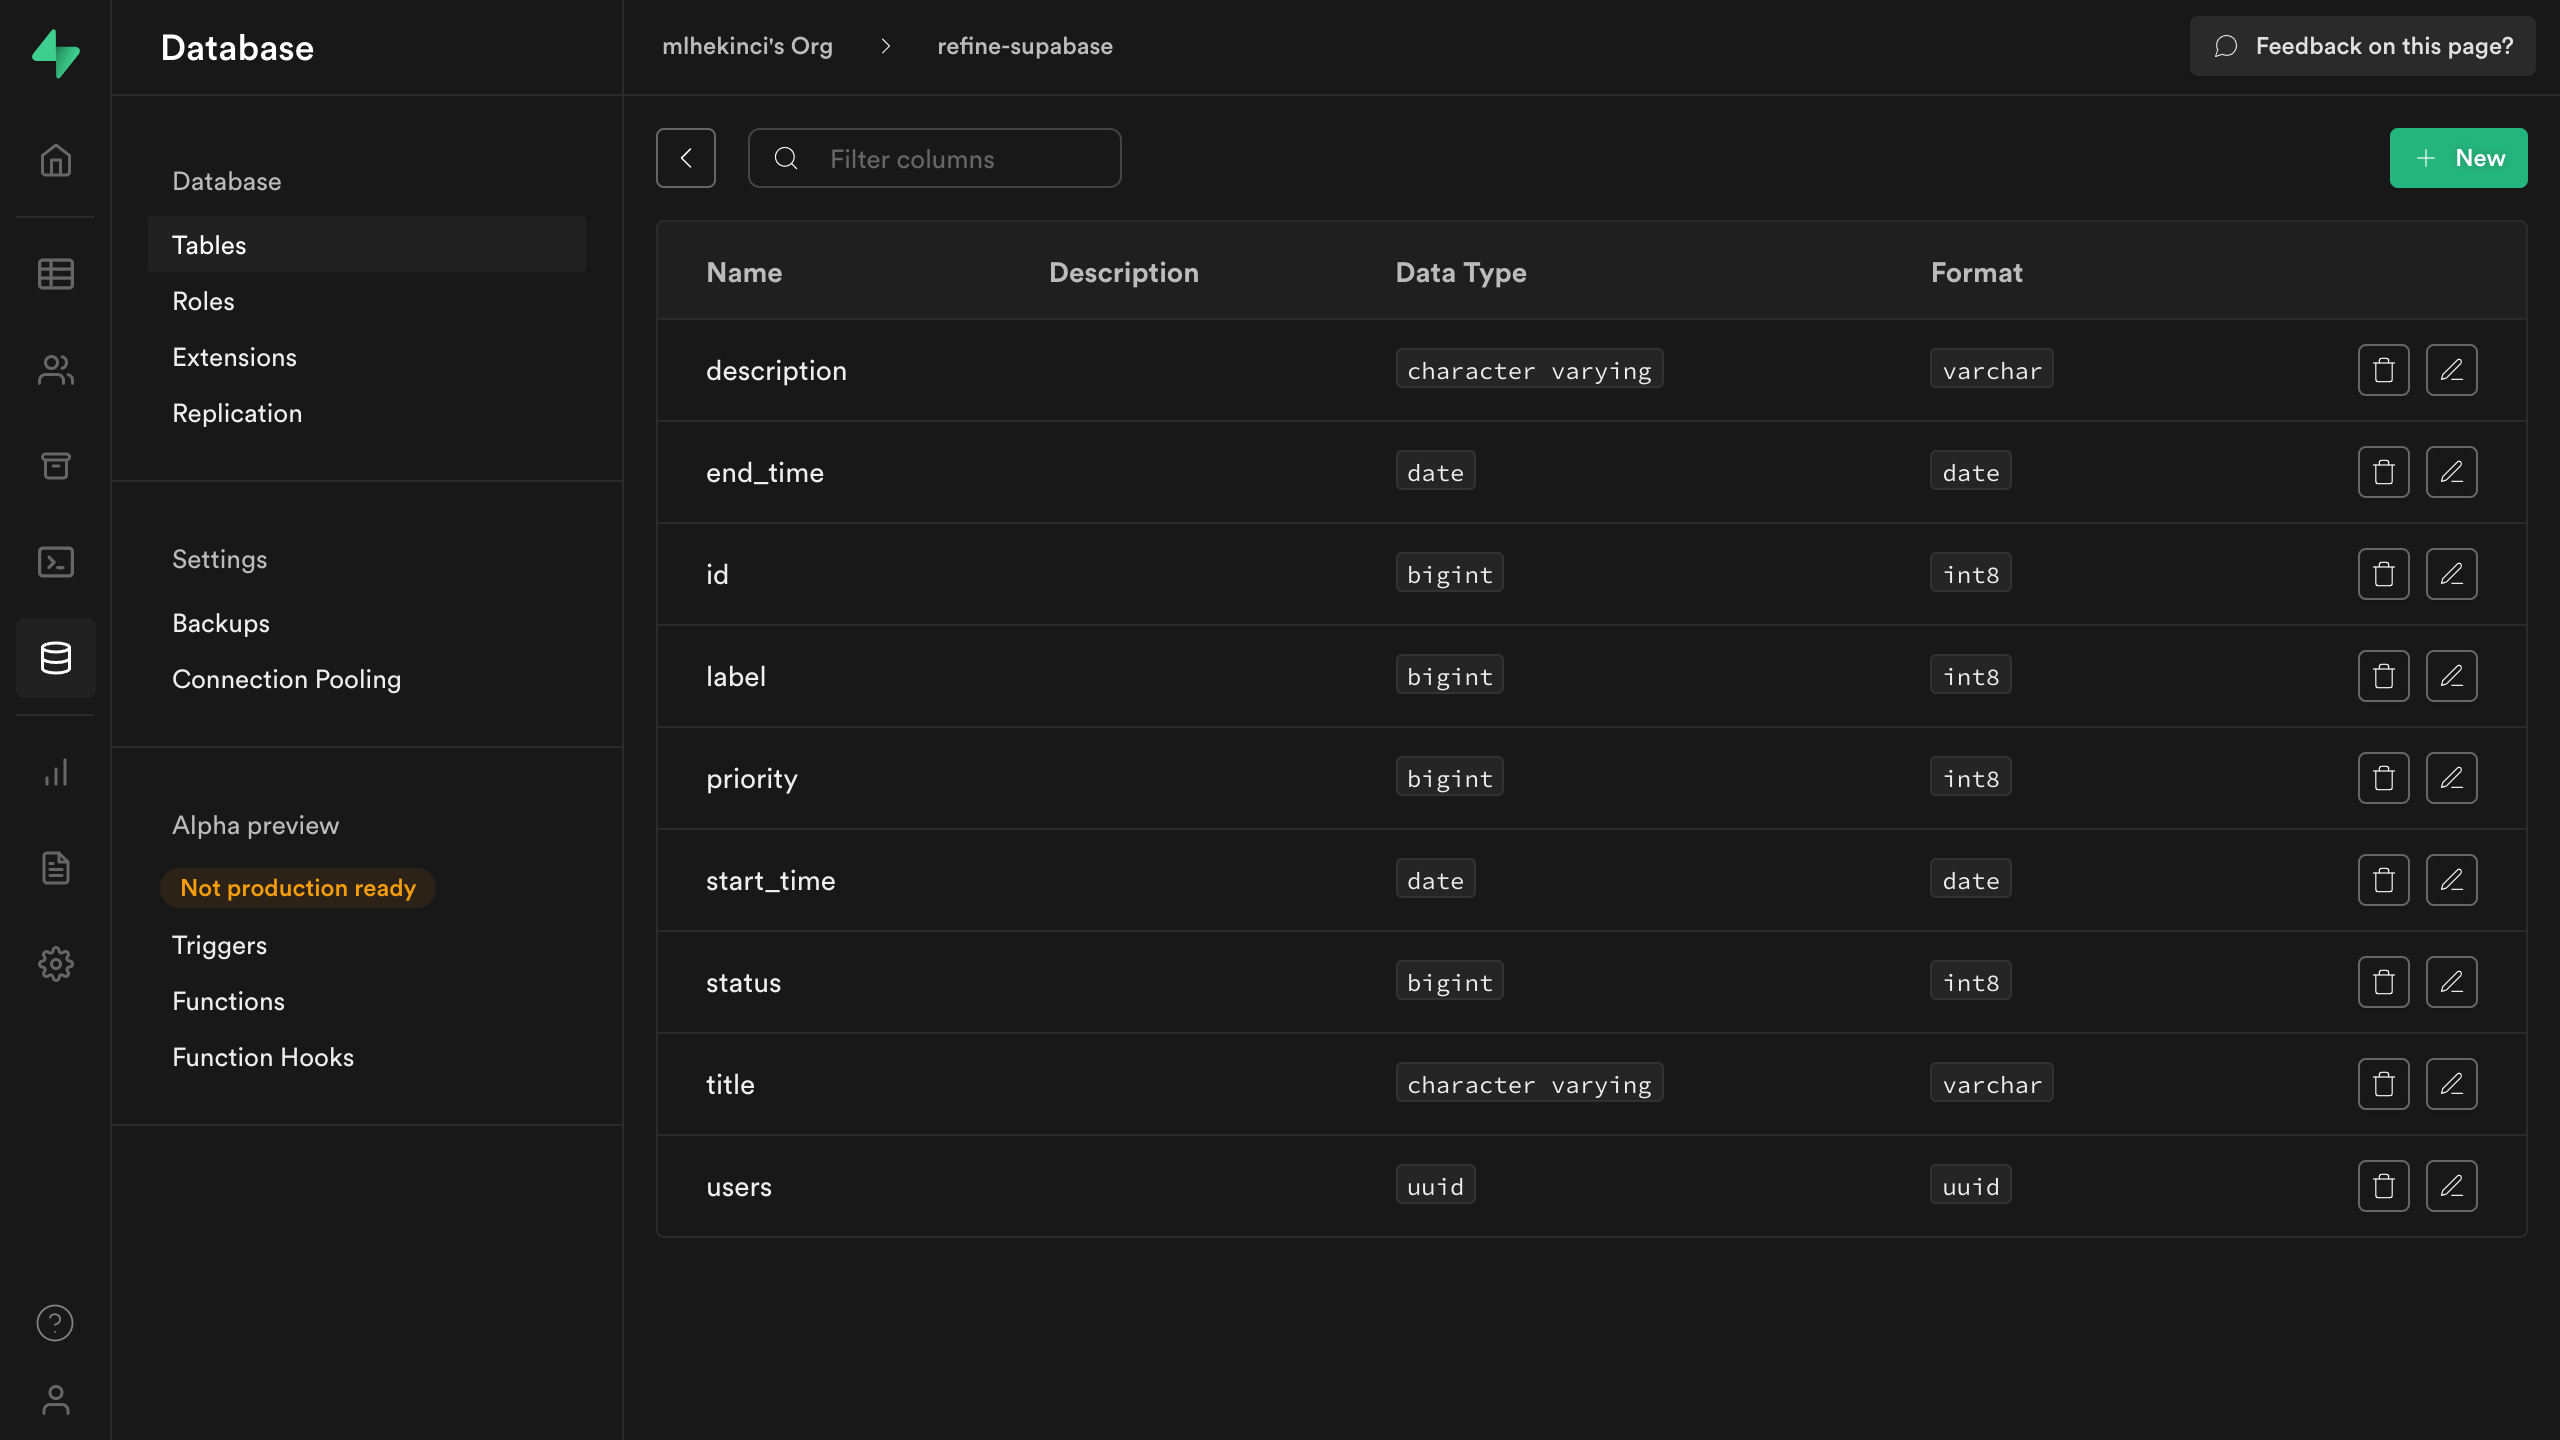 Database
mlhekinci's Org > refine-supabase
Feedback on this page?
Database
Tables
Roles
Extensions
Replication
Settings
Backups
Connection Pooling
Alpha preview
Not production ready
Triggers
Functions
Function Hooks
Filter columns
+ New
Name Description Data Type Format
description character varying varchar
end_time date date
id bigint int8
label bigint int8
priority bigint int8
start_time date date
status bigint int8
title character varying varchar
users uuid uuid